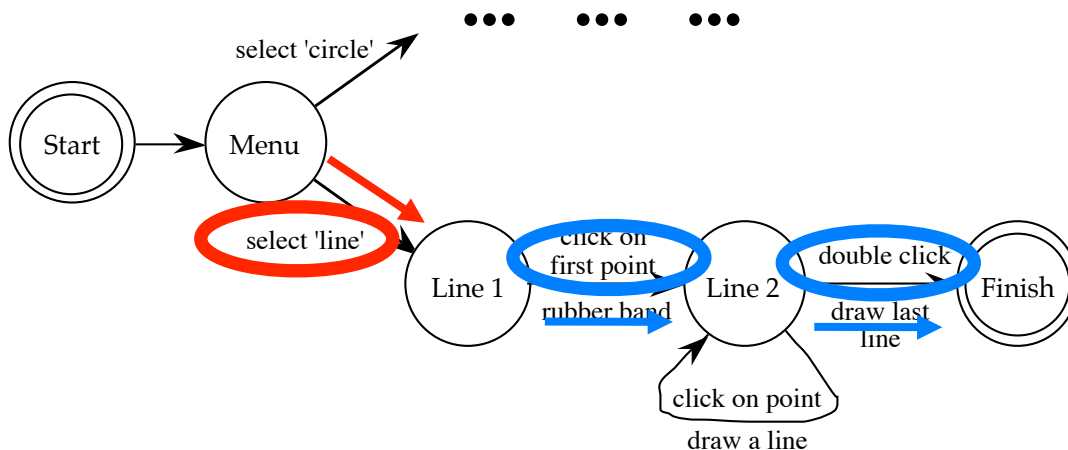 select 'circle'
Start
Menu
select 'line'
Line 1
click on
first point
rubber band
Line 2
double click
draw last
line
Finish
click on point
draw a line